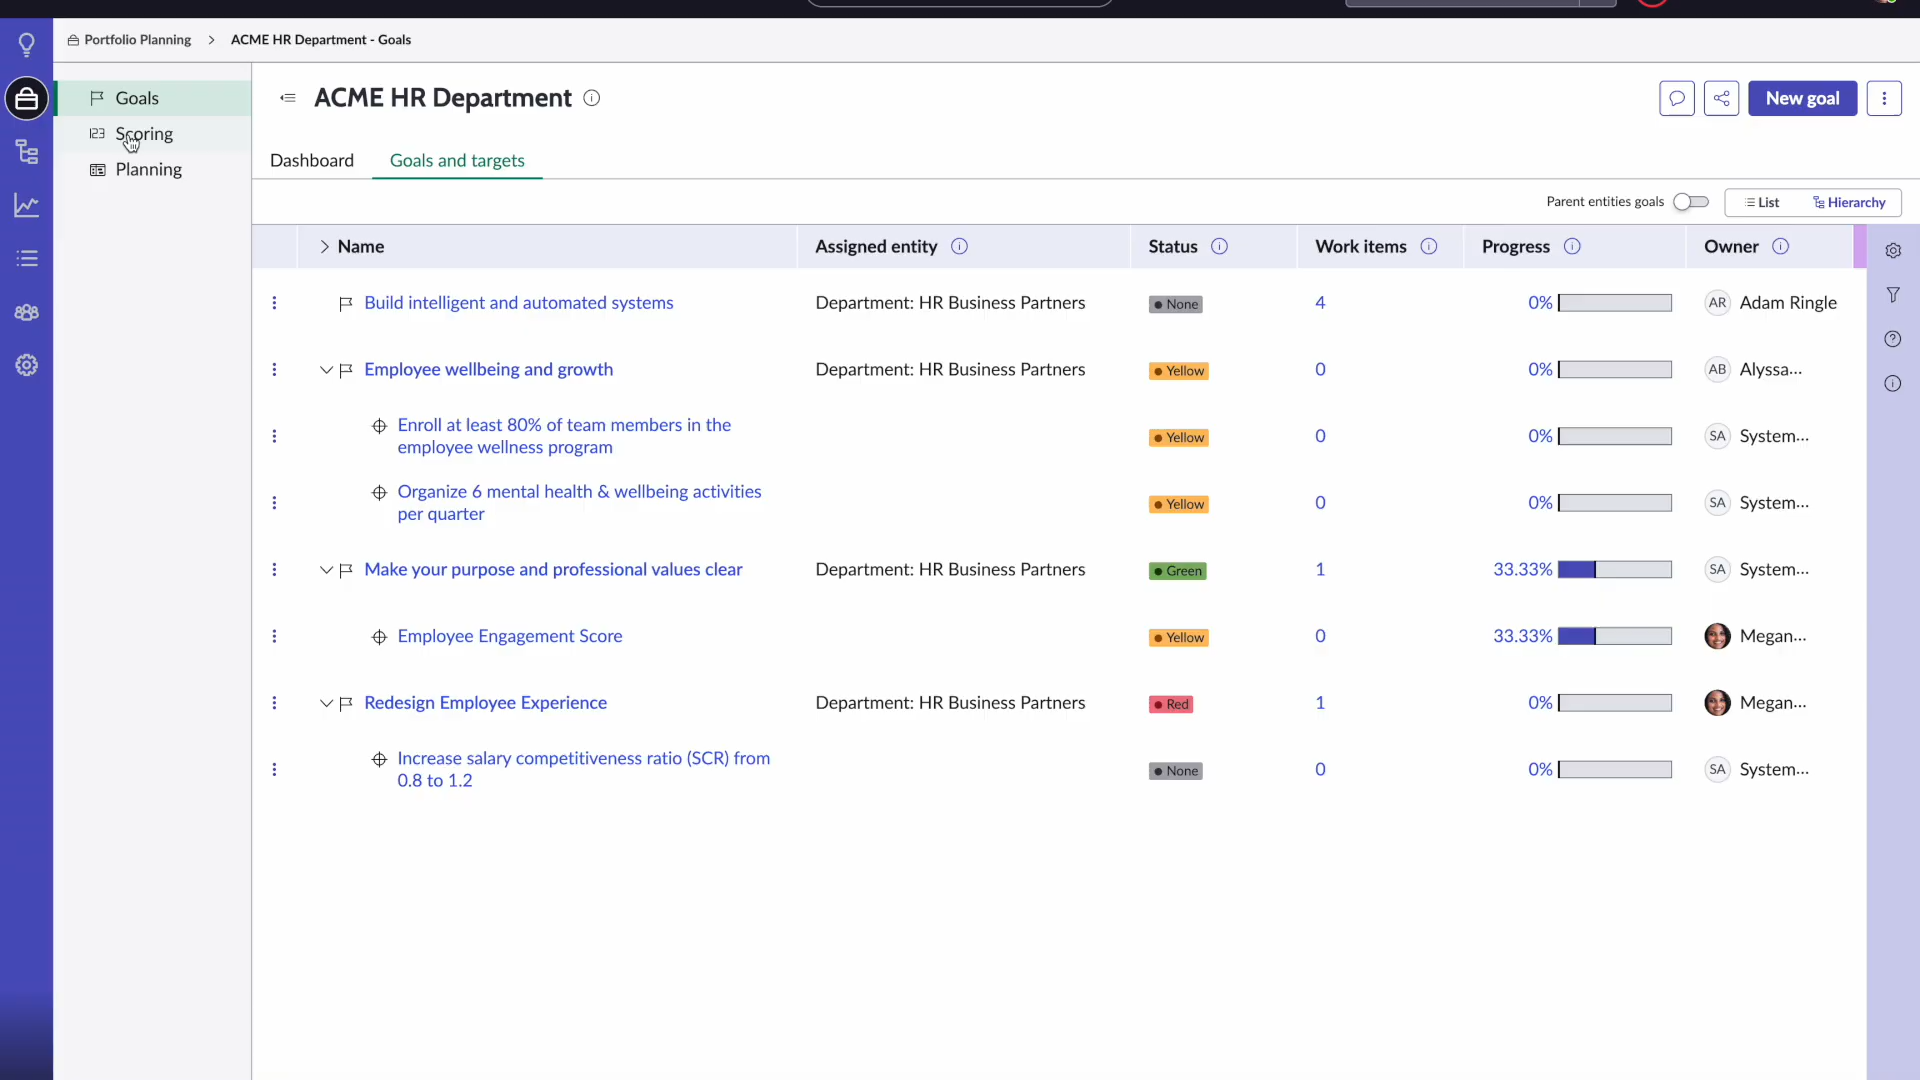 Portfolio Planning > ACME HR Department - Goals
Goals
Scoring
Planning
ACME HR Department
New goal
Dashboard
Goals and targets
Parent entities goals
List
Hierarchy
Name
Assigned entity
Status
Work items
Progress
Owner
Build intelligent and automated systems
Department: HR Business Partners
None
4
0%
AR
Adam Ringle
Employee wellbeing and growth
Department: HR Business Partners
Yellow
0
0%
AB
Alyssa...
Enroll at least 80% of team members in the
employee wellness program
Yellow
0
0%
SA
System...
Organize 6 mental health & wellbeing activities
per quarter
Yellow
0
0%
SA
System...
Make your purpose and professional values clear
Department: HR Business Partners
Green
1
33.33%
SA
System...
Employee Engagement Score
Yellow
0
33.33%
Megan...
Redesign Employee Experience
Department: HR Business Partners
Red
1
0%
Megan...
Increase salary competitiveness ratio (SCR) from
0.8 to 1.2
None
0
0%
SA
System...